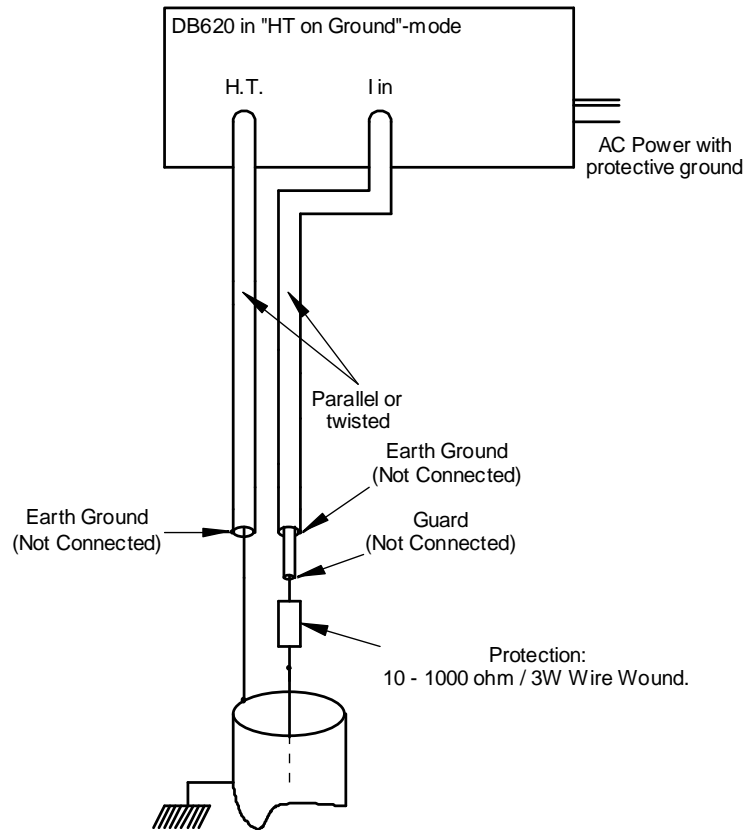 DB620 in "HT on Ground"-mode
H.T.
I in
AC Power with
protective ground
Parallel or
twisted
Earth Ground
(Not Connected)
Earth Ground
(Not Connected)
Guard
(Not Connected)
Protection:
10 - 1000 ohm / 3W Wire Wound.